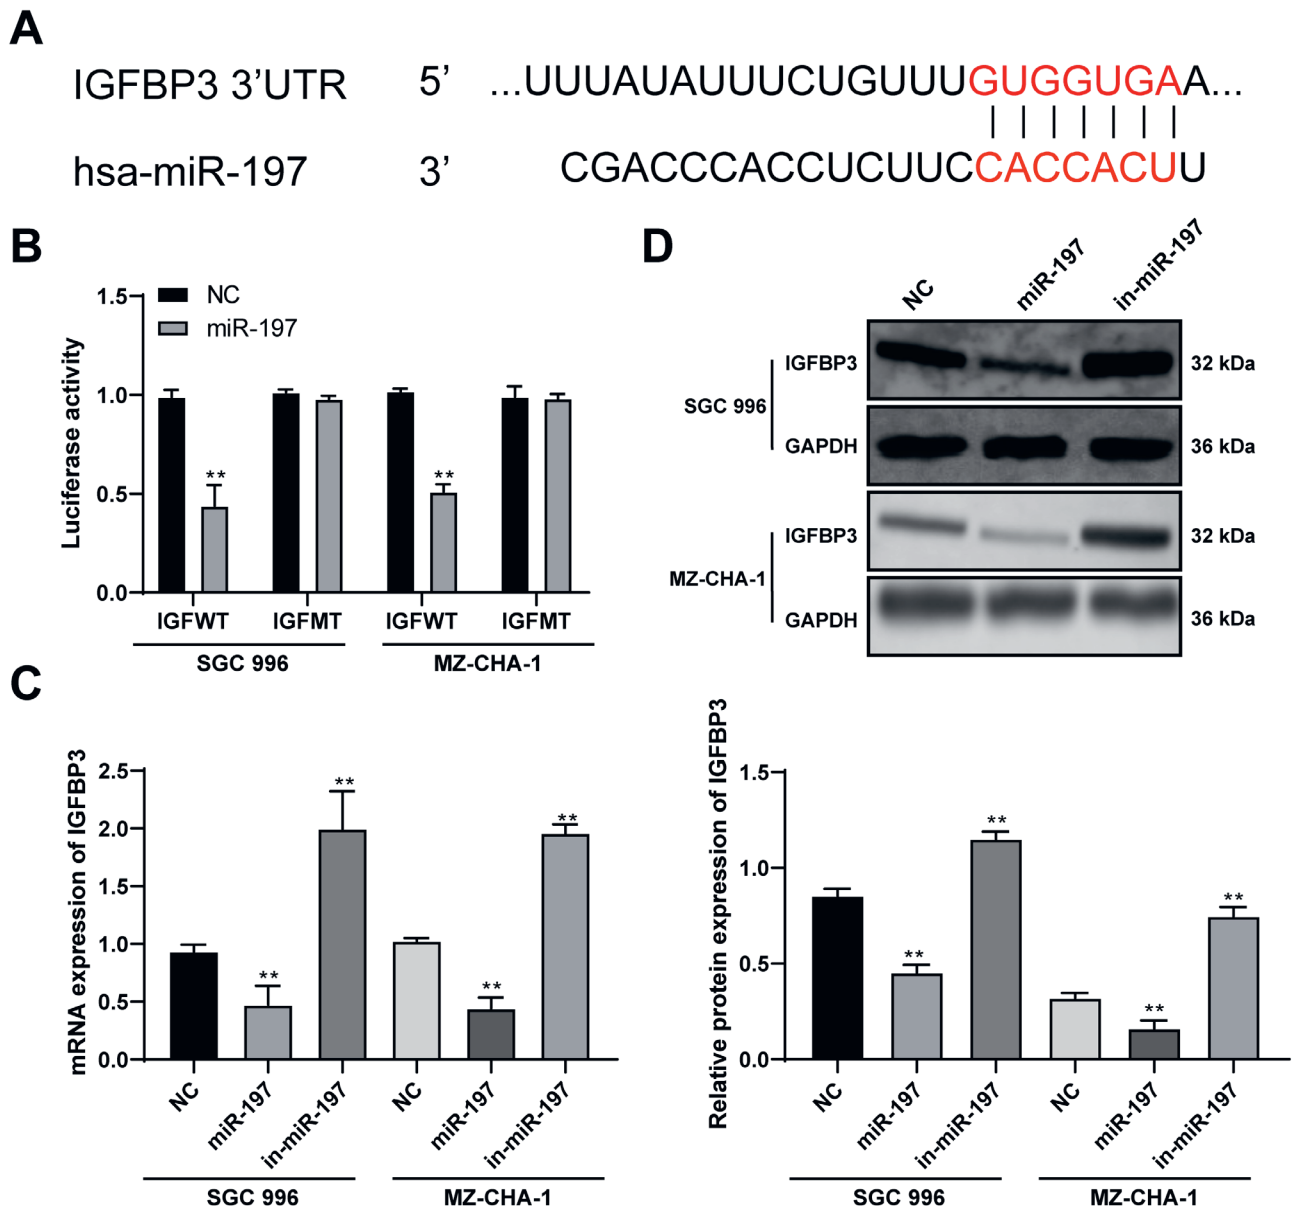 A
IGFBP3 3’UTR 5’ ...UUUAUAUUUCUGUUUGUGGUGAA...
hsa-miR-197 3’ CGACCCACCUCUUCCACCACUU
B
NC
miR-197
Luciferase activity
1.5
1.0
0.5
0.0
** **
IGFWT IGFMT IGFWT IGFMT
SGC 996 MZ-CHA-1
D
NC miR-197 in-miR-197
SGC 996
IGFBP3 32 kDa
GAPDH 36 kDa
MZ-CHA-1
IGFBP3 32 kDa
GAPDH 36 kDa
C
mRNA expression of IGFBP3
2.5
2.0
1.5
1.0
0.5
0.0
** ** ** **
NC miR-197 in-miR-197 NC miR-197 in-miR-197
SGC 996 MZ-CHA-1
Relative protein expression of IGFBP3
1.5
1.0
0.5
0.0
** ** ** **
NC miR-197 in-miR-197 NC miR-197 in-miR-197
SGC 996 MZ-CHA-1